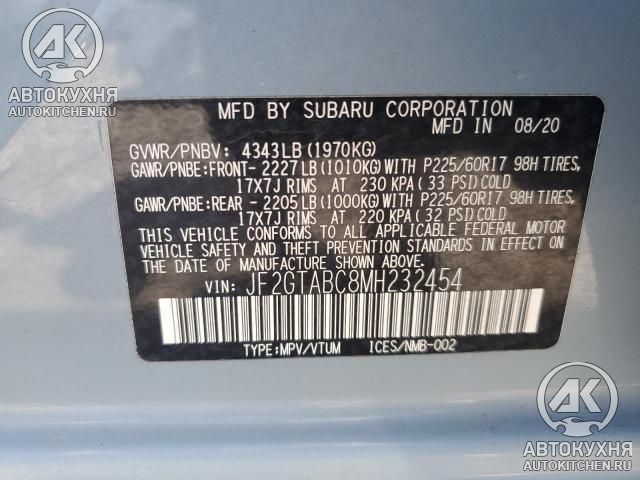 AK
АВТОКУХНЯ
AUTOKITCHEN.RU
MFD BY SUBARU CORPORATION
MFD IN 08/20
GVWR/PNBV: 4343LB(1970KG)
GAWR/PNBE:FRONT- 2227LB(1010KG)WITH P225/60R17 98H TIRES,
17X7J RIMS AT 230 KPA(33 PSI)COLD
GAWR/PNBE:REAR - 2205LB(1000KG)WITH P225/60R17 98H TIRES,
17X7J RIMS AT 220 KPA(32 PSI)COLD
THIS VEHICLE CONFORMS TO ALL APPLICABLE FEDERAL MOTOR
VEHICLE SAFETY AND THEFT PREVENTION STANDARDS IN EFFECT
ON THE DATE OF MANUFACTURE SHOWN ABOVE.
VIN: JF2GTABC8MH232454
TYPE:MPV/VTUM ICES/NMB-002
AK
АВТОКУХНЯ
AUTOKITCHEN.RU